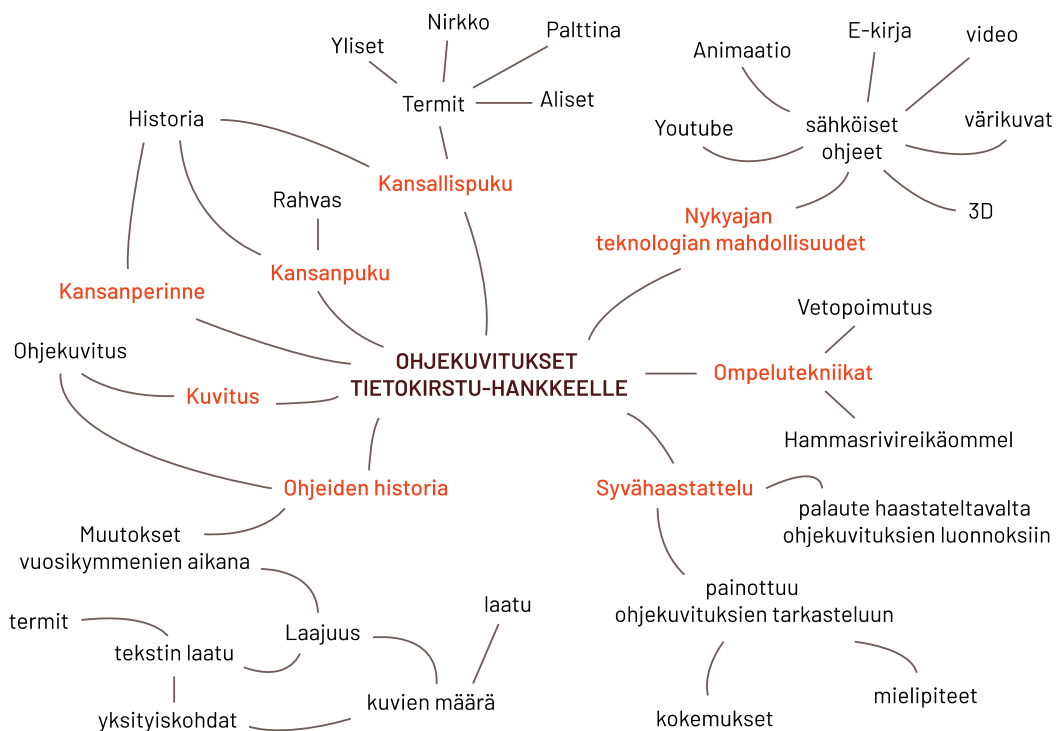 Nirkko
Palttina
E-kirja
video
Yliset
Animaatio
Termit
Aliset
Historia
Youtube
sähköiset
ohjeet
värikuvat
Kansallispuku
Rahvas
Nykyajan
teknologian mahdollisuudet
3D
Kansanpuku
Kansanperinne
Vetopoimutus
Ohjekuvitus
OHJEKUVITUKSET
TIETOKIRSTU-HANKKEELLE
Ompelutekniikat
Kuvitus
Hammasrivireikäommel
Ohjeiden historia
Syvähaastattelu
palaute haastateltavalta
ohjekuvituksien luonnoksiin
Muutokset
vuosikymmenien aikana
painottuu
ohjekuvituksien tarkasteluun
laatu
termit
Laajuus
tekstin laatu
kuvien määrä
mielipiteet
yksityiskohdat
kokemukset